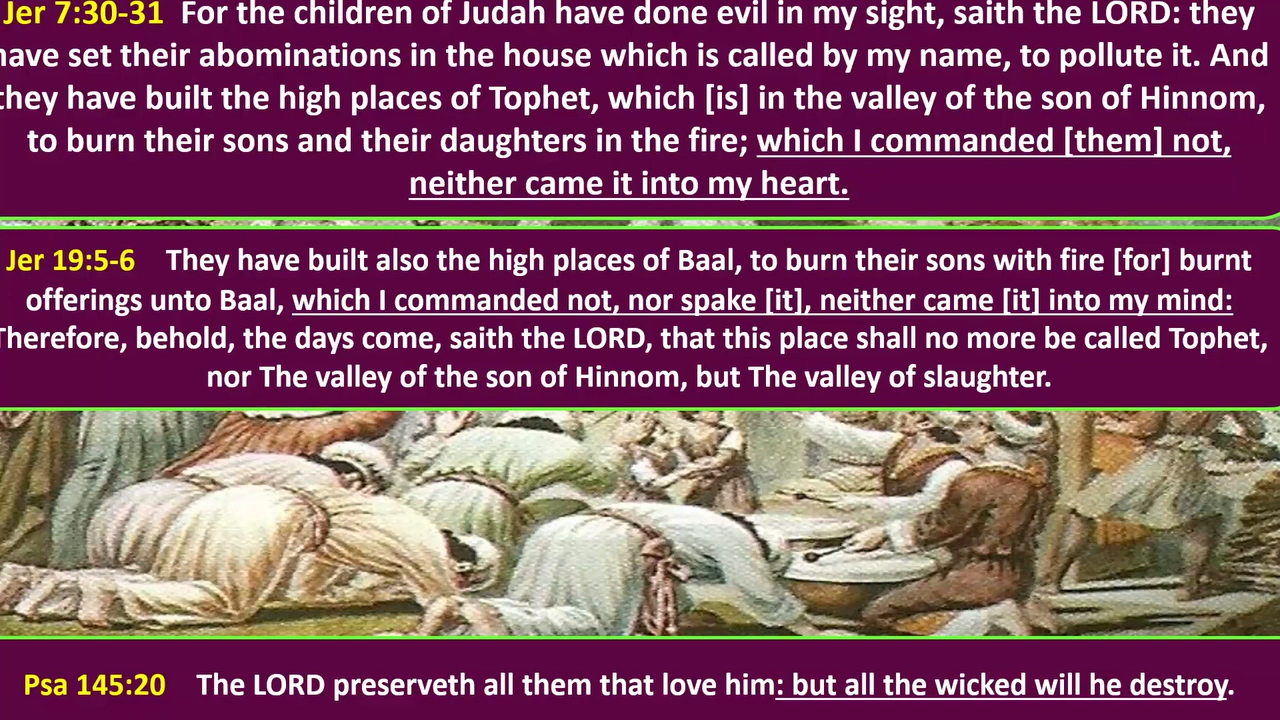 Jer 7:30-31 For the children of Judah have done evil in my sight, saith the LORD: they
have set their abominations in the house which is called by my name, to pollute it. And
they have built the high places of Tophet, which [is] in the valley of the son of Hinnom,
to burn their sons and their daughters in the fire; which I commanded [them] not,
neither came it into my heart.
Jer 19:5-6 They have built also the high places of Baal, to burn their sons with fire [for] burnt
offerings unto Baal, which I commanded not, nor spake [it], neither came [it] into my mind:
Therefore, behold, the days come, saith the LORD, that this place shall no more be called Tophet,
nor The valley of the son of Hinnom, but The valley of slaughter.
Psa 145:20 The LORD preserveth all them that love him: but all the wicked will he destroy.